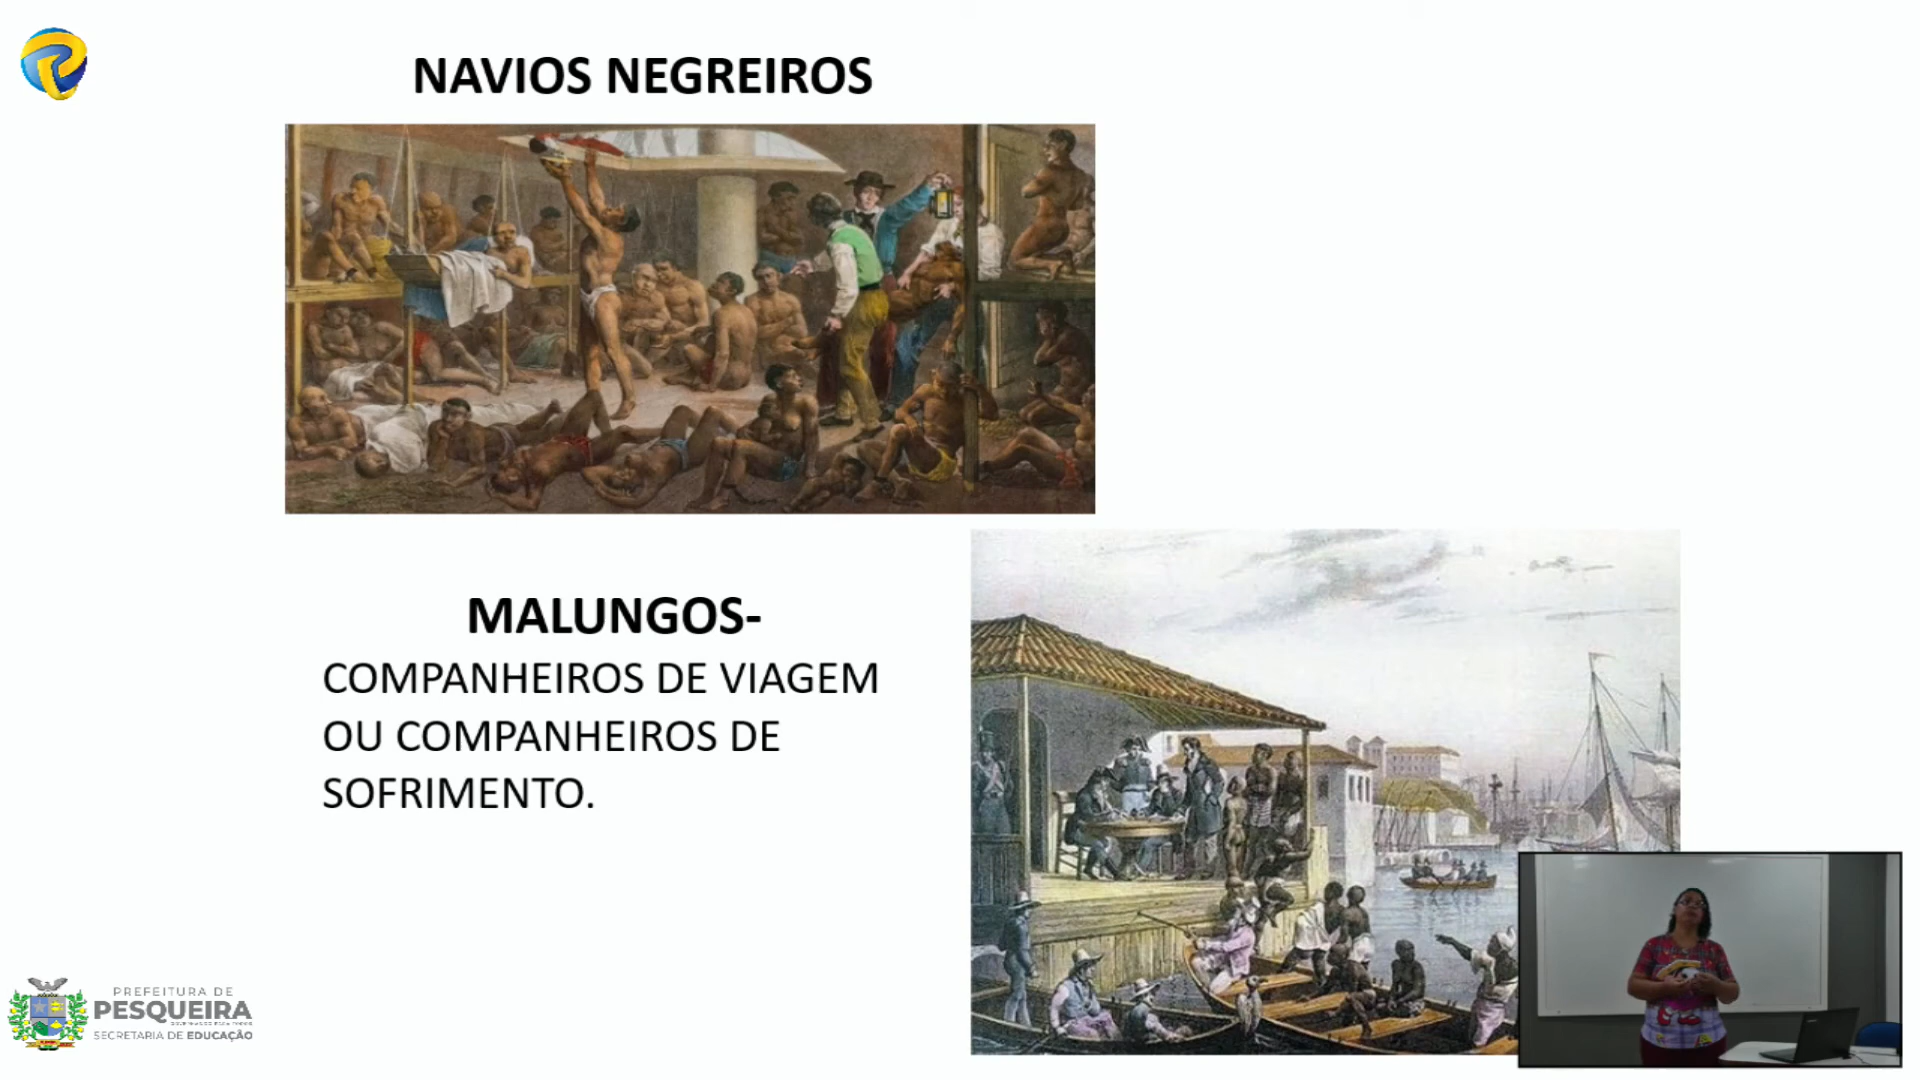 NAVIOS NEGREIROS
MALUNGOS-
COMPANHEIROS DE VIAGEM
OU COMPANHEIROS DE
SOFRIMENTO.
PREFEITURA DE
PESQUEIRA
SECRETARIA DE EDUCAÇÃO